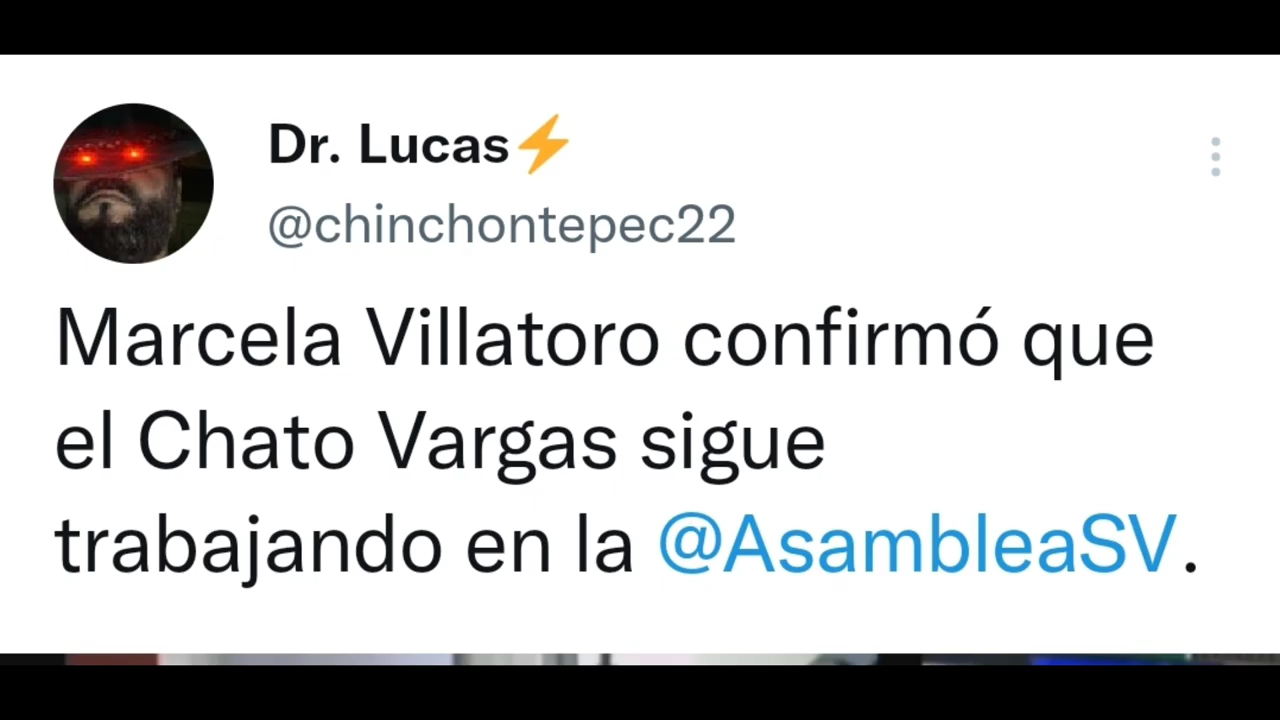 Dr. Lucas⚡
@chinchontepec22
Marcela Villatoro confirmó que
el Chato Vargas sigue
trabajando en la @AsambleaSV.